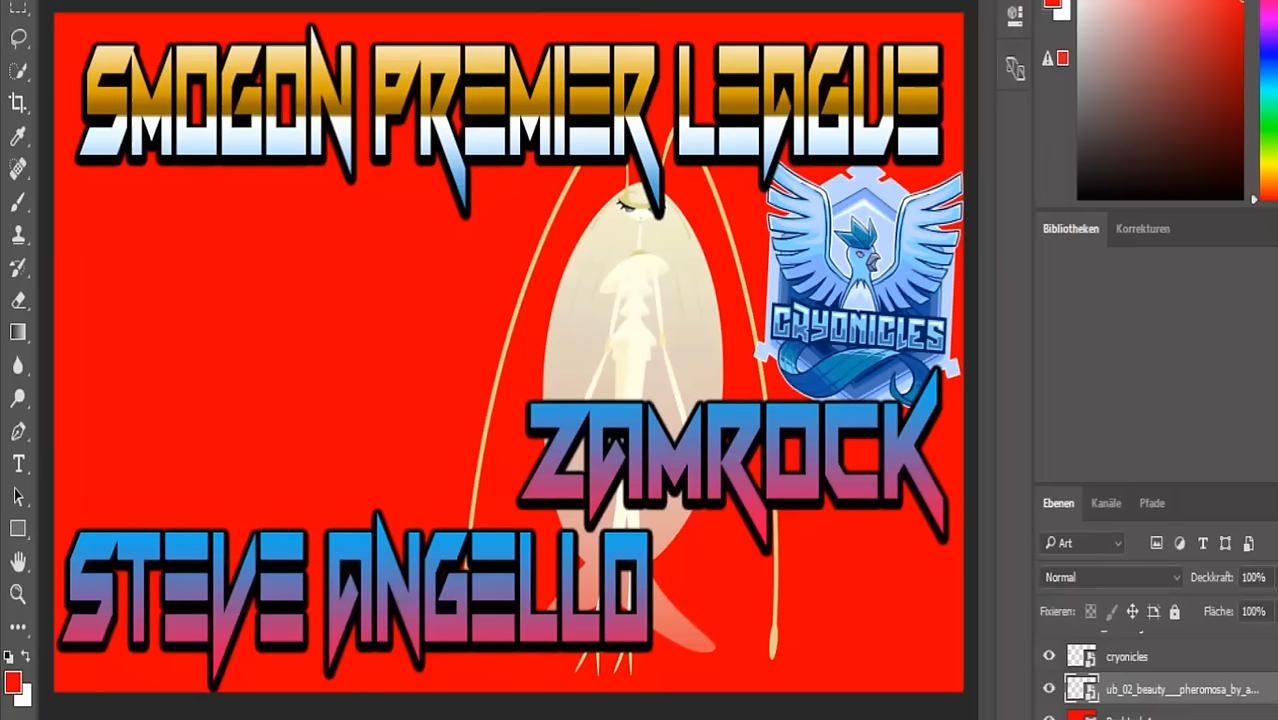 SMOGON PREMIER LEAGUE
CRYONICLES
ZAMROCK
STEVE ANGELLO
Bibliotheken Korrekturen
Ebenen Kanäle Pfade
Art
Normal Deckkraft: 100%
Fixieren: Fläche: 100%
cryonicles
ub_02_beauty__pheromosa_by_a...